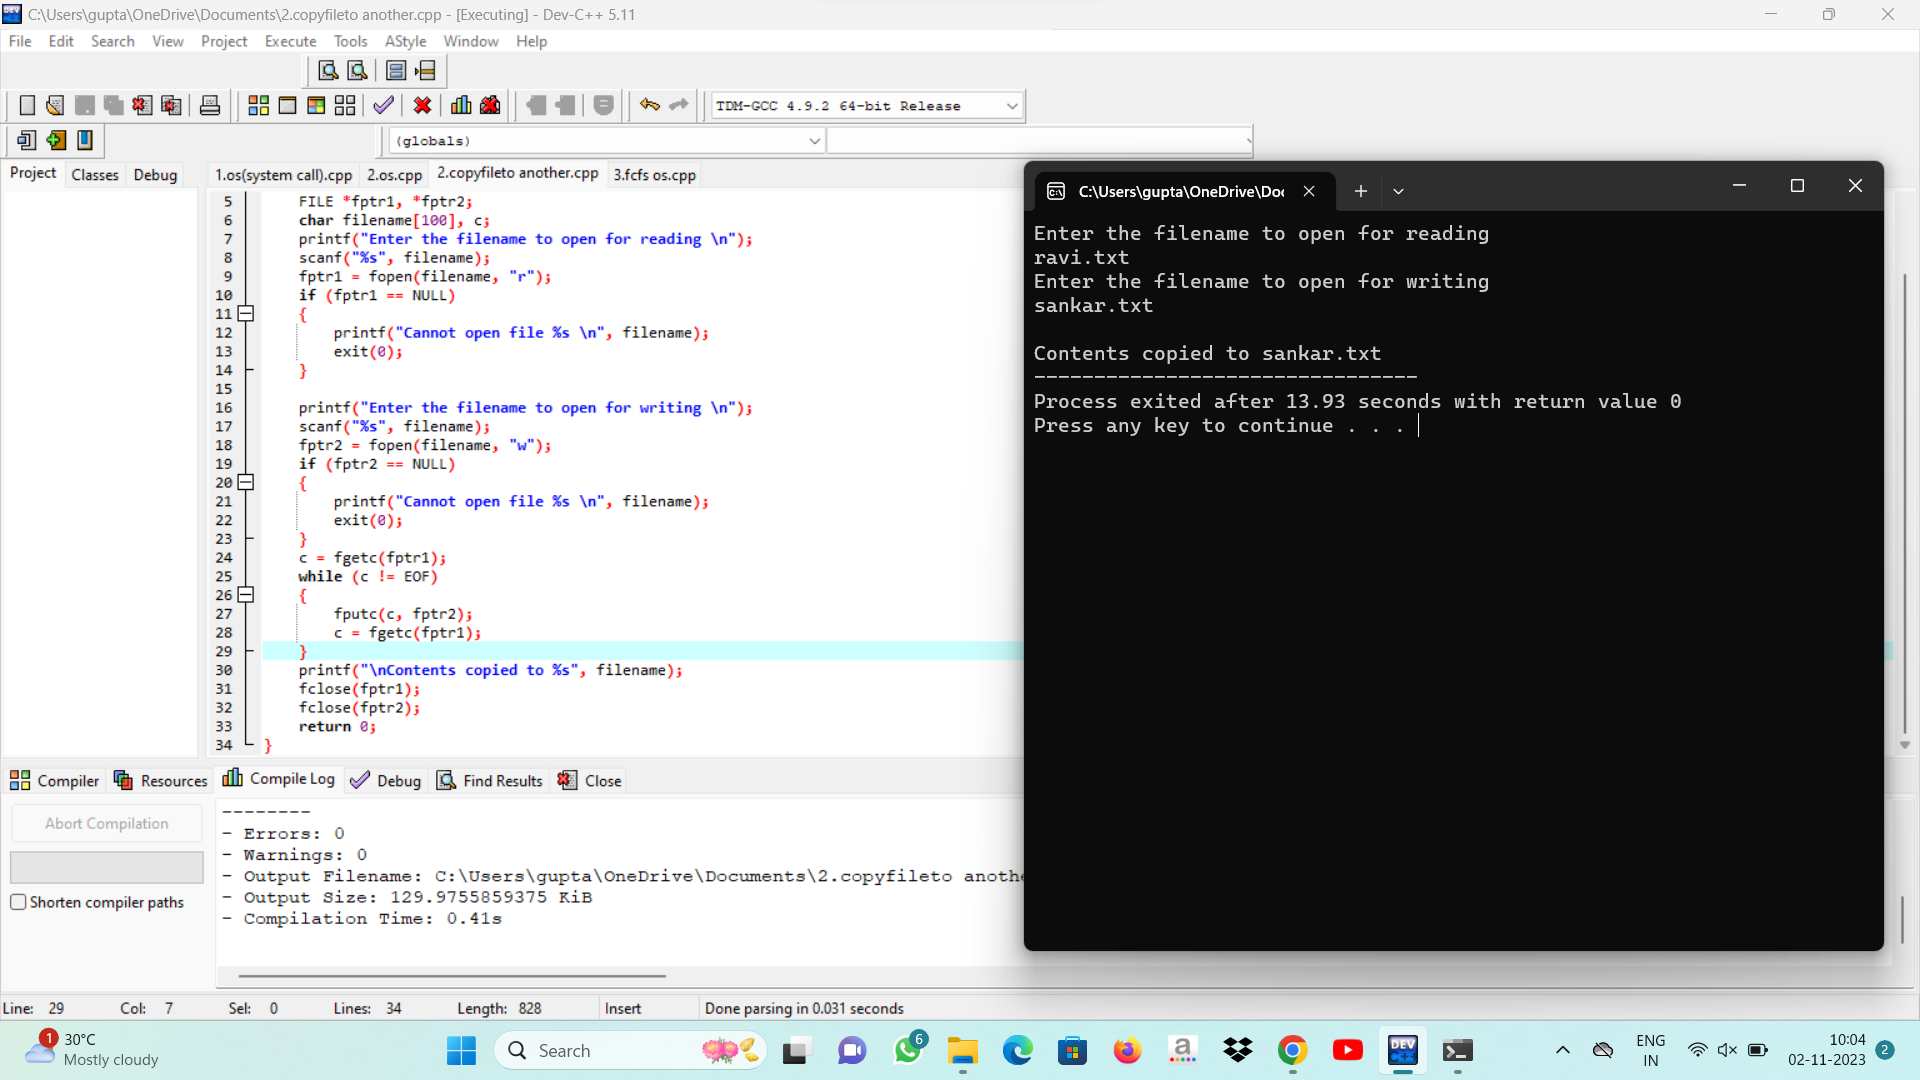 C:\Users\gupta\OneDrive\Documents\2.copyfileto another.cpp - [Executing] - Dev-C++ 5.11
File Edit Search View Project Execute Tools AStyle Window Help
TDM-GCC 4.9.2 64-bit Release
(globals)
Project Classes Debug
1.os(system call).cpp 2.os.cpp 2.copyfileto another.cpp 3.fcfs os.cpp
5 FILE *fptr1, *fptr2;
6 char filename[100], c;
7 printf("Enter the filename to open for reading \n");
8 scanf("%s", filename);
9 fptr1 = fopen(filename, "r");
10 if (fptr1 == NULL)
11 {
12 printf("Cannot open file %s \n", filename);
13 exit(0);
14 }
15
16 printf("Enter the filename to open for writing \n");
17 scanf("%s", filename);
18 fptr2 = fopen(filename, "w");
19 if (fptr2 == NULL)
20 {
21 printf("Cannot open file %s \n", filename);
22 exit(0);
23 }
24 c = fgetc(fptr1);
25 while (c != EOF)
26 {
27 fputc(c, fptr2);
28 c = fgetc(fptr1);
29 }
30 printf("\nContents copied to %s", filename);
31 fclose(fptr1);
32 fclose(fptr2);
33 return 0;
34 }
C:\Users\gupta\OneDrive\Doc
Enter the filename to open for reading
ravi.txt
Enter the filename to open for writing
sankar.txt
Contents copied to sankar.txt
--------------------------------
Process exited after 13.93 seconds with return value 0
Press any key to continue . . .
Compiler Resources Compile Log Debug Find Results Close
Abort Compilation
Shorten compiler paths
--------
- Errors: 0
- Warnings: 0
- Output Filename: C:\Users\gupta\OneDrive\Documents\2.copyfileto anothe
- Output Size: 129.9755859375 KiB
- Compilation Time: 0.41s
Line: 29 Col: 7 Sel: 0 Lines: 34 Length: 828 Insert Done parsing in 0.031 seconds
1
30°C
Mostly cloudy
Search
6
a
DEV
C++
ENG
IN
10:04
02-11-2023
2